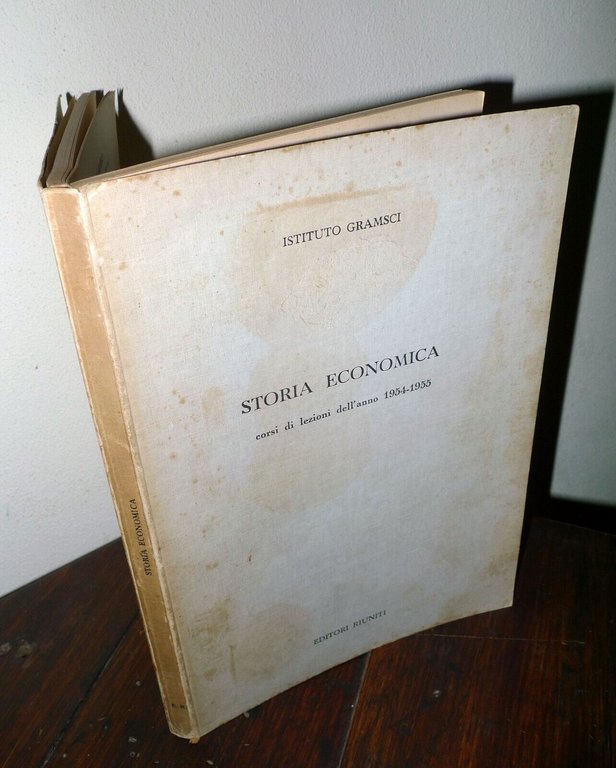 ISTITUTO GRAMSCI
STORIA ECONOMICA
corsi di lezioni dell'anno 1954-1955
EDITORI RIUNITI
STORIA ECONOMICA